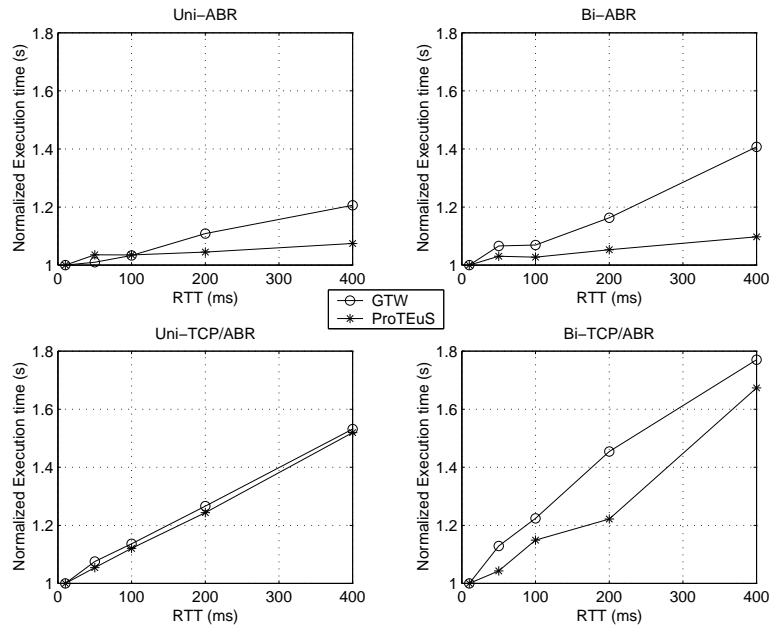 Uni−ABR
1.8
1.6
1.4
1.2
1
Normalized Execution time (s)
0 100 200 300 400
RTT (ms)
Bi−ABR
1.8
1.6
1.4
1.2
1
Normalized Execution time (s)
0 100 200 300 400
RTT (ms)
GTW
ProTEuS
Uni−TCP/ABR
1.8
1.6
1.4
1.2
1
Normalized Execution time (s)
0 100 200 300 400
RTT (ms)
Bi−TCP/ABR
1.8
1.6
1.4
1.2
1
Normalized Execution time (s)
0 100 200 300 400
RTT (ms)